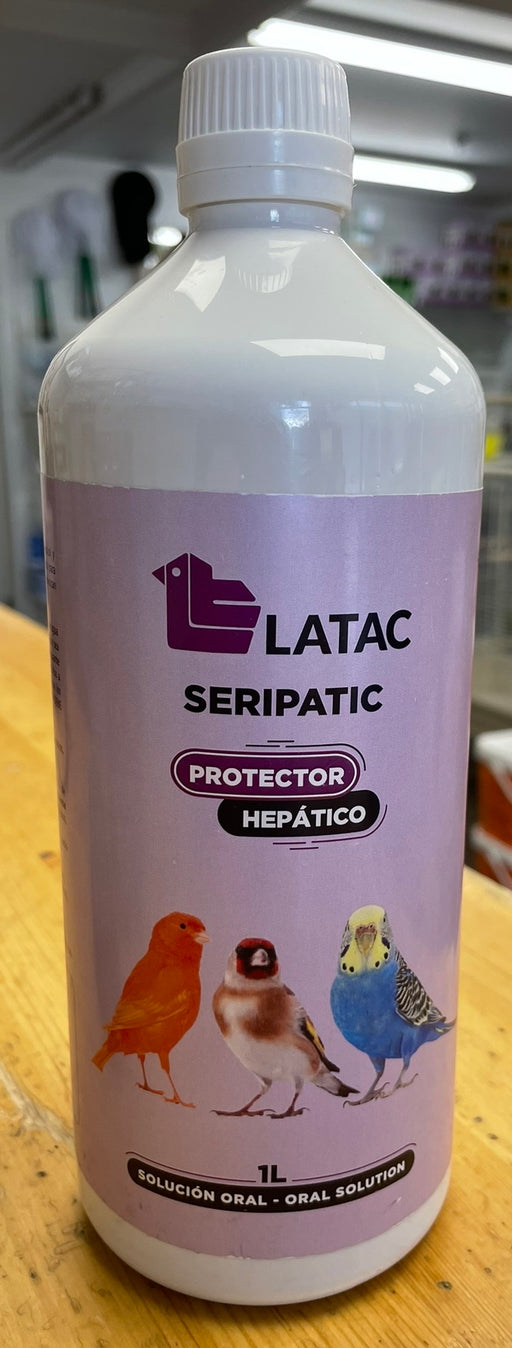 LATAC
SERIPATIC
PROTECTOR
HEPÁTICO
1L
SOLUCIÓN ORAL - ORAL SOLUTION